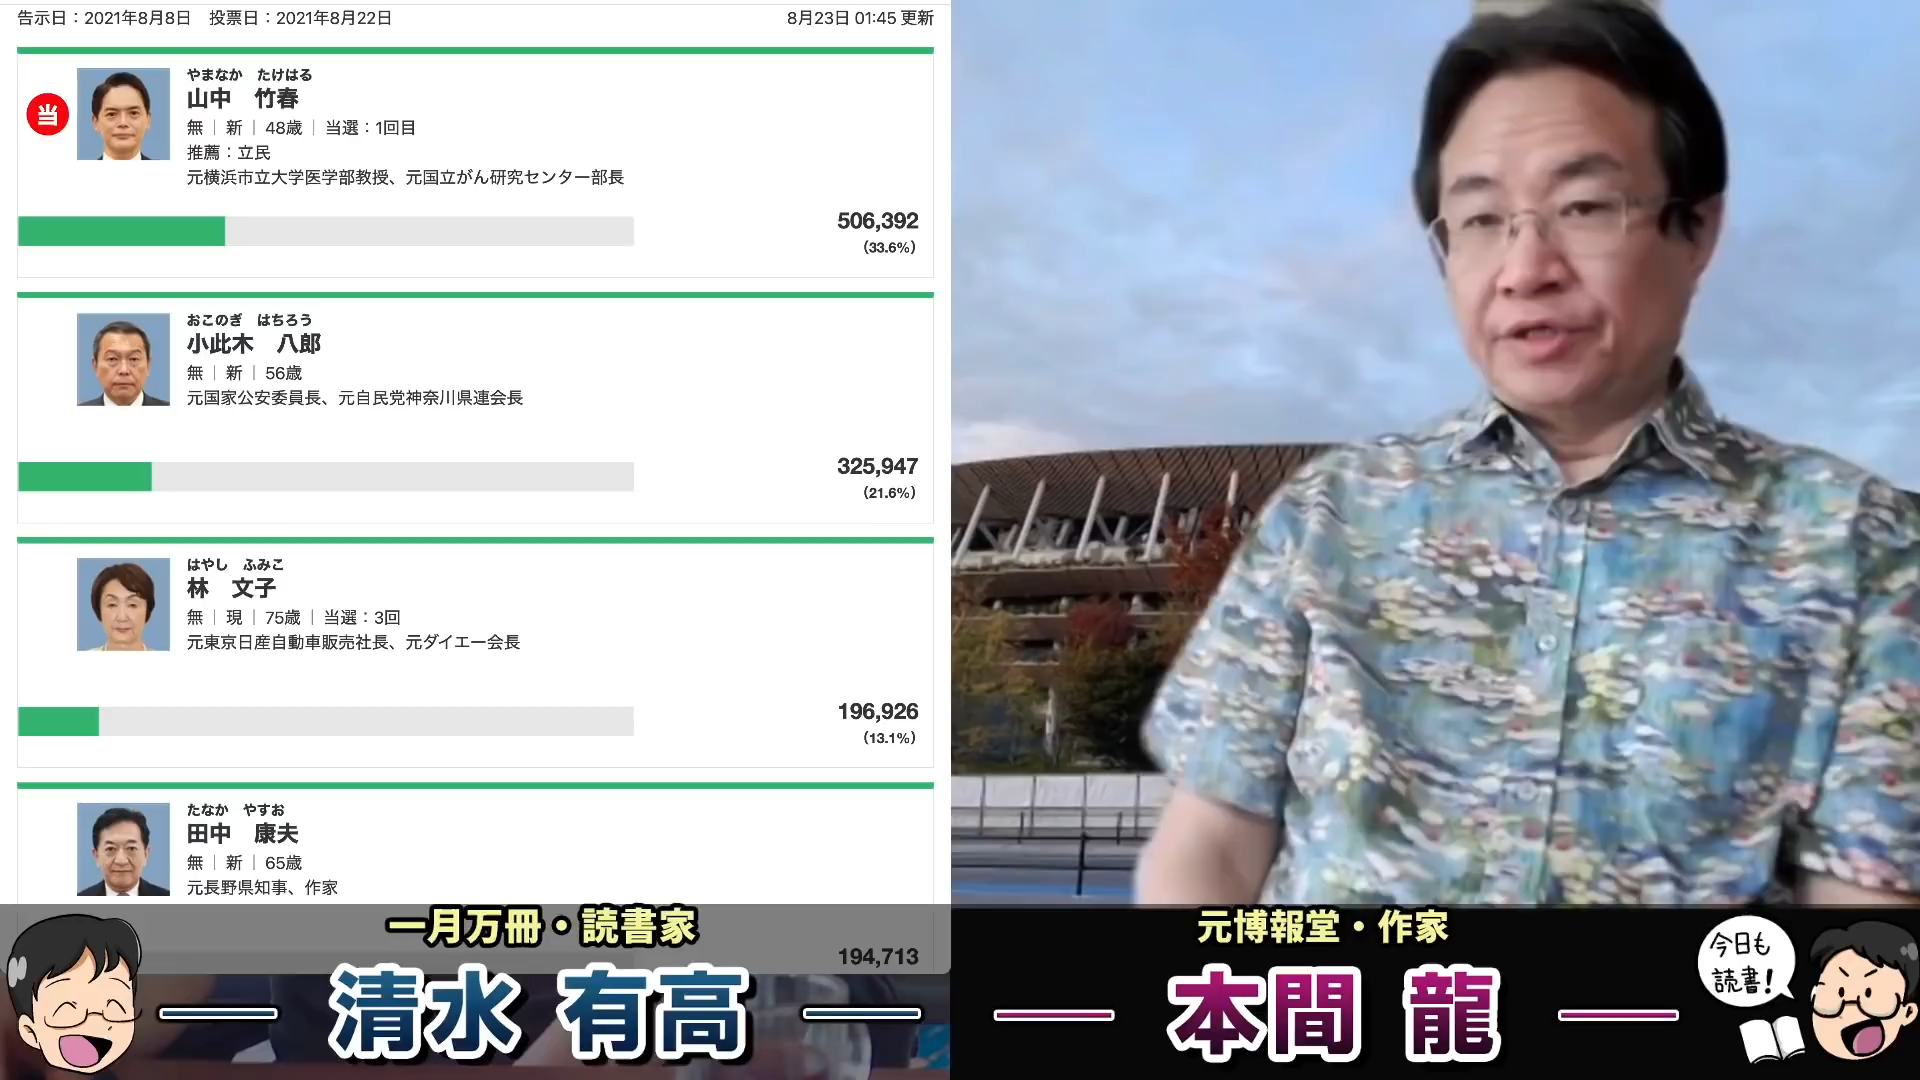 告示日：2021年8月8日　投票日：2021年8月22日
8月23日 01:45 更新
当
やまなか　たけはる
山中　竹春
無｜新｜48歳｜当選：1回目
推薦：立民
元横浜市立大学医学部教授、元国立がん研究センター部長
506,392
（33.6%）
おこのぎ　はちろう
小此木　八郎
無｜新｜56歳
元国家公安委員長、元自民党神奈川県連会長
325,947
（21.6%）
はやし　ふみこ
林　文子
無｜現｜75歳｜当選：3回
元東京日産自動車販売社長、元ダイエー会長
196,926
（13.1%）
たなか　やすお
田中　康夫
無｜新｜65歳
元長野県知事、作家
194,713
一月万冊・読書家
清水 有高
元博報堂・作家
本間 龍
今日も
読書！